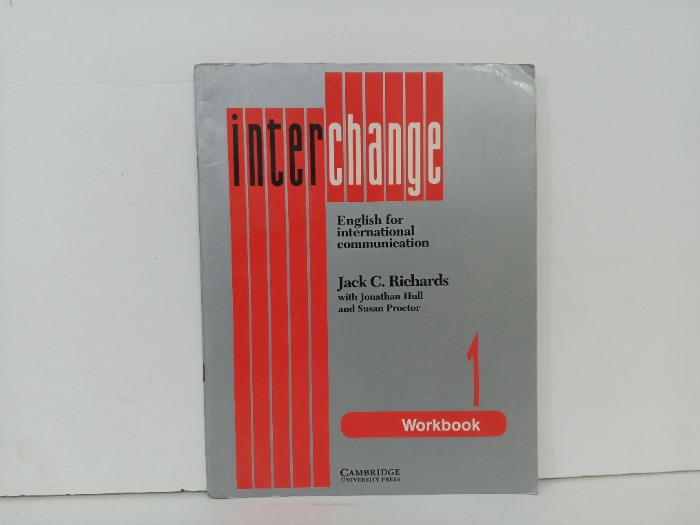 interchange
English for
international
communication
Jack C. Richards
with Jonathan Hull
and Susan Proctor
1
Workbook
CAMBRIDGE
UNIVERSITY PRESS